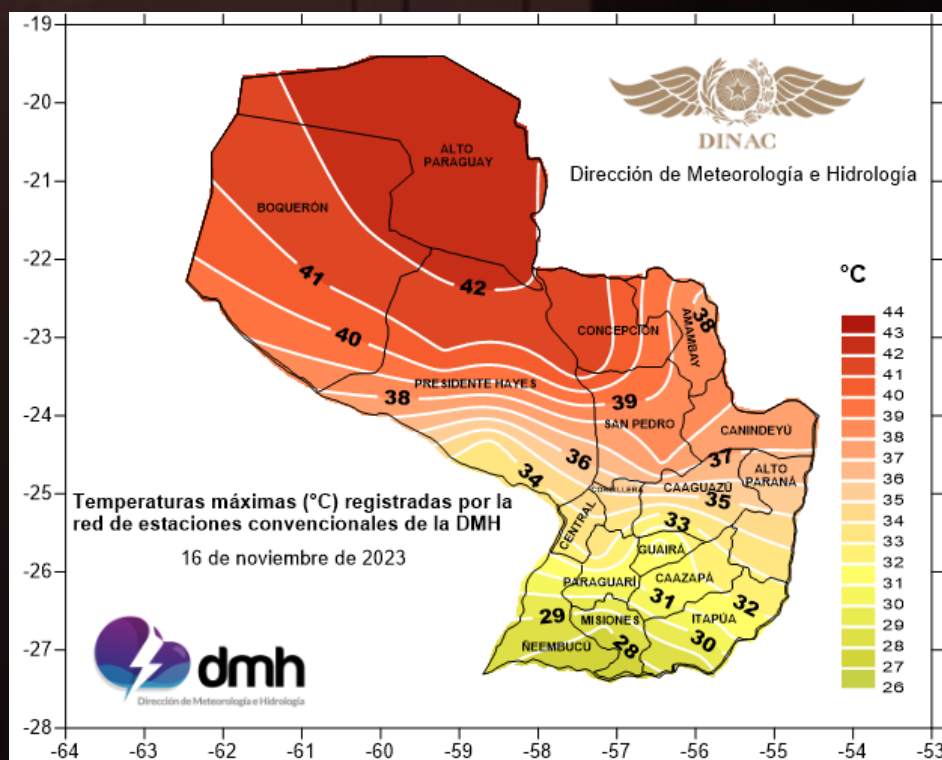 DINAC
Dirección de Meteorología e Hidrología
ALTO
PARAGUAY
BOQUERÓN
41
42
40
CONCEPCIÓN
38
AMAMBAY
PRESIDENTE HAYES
38
39
SAN PEDRO
CANINDEYÚ
36
37
34
ALTO
PARANÁ
CORDILLERA
CAAGUAZÚ
35
CENTRAL
33
GUAIRÁ
PARAGUARÍ
CAAZAPÁ
31
32
29
MISIONES
ITAPÚA
30
ÑEEMBUCÚ
28
°C
44
43
42
41
40
39
38
37
36
35
34
33
32
31
30
29
28
27
26
Temperaturas máximas (°C) registradas por la
red de estaciones convencionales de la DMH
16 de noviembre de 2023
dmh
Dirección de Meteorología e Hidrología
-19
-20
-21
-22
-23
-24
-25
-26
-27
-28
-64 -63 -62 -61 -60 -59 -58 -57 -56 -55 -54 -53